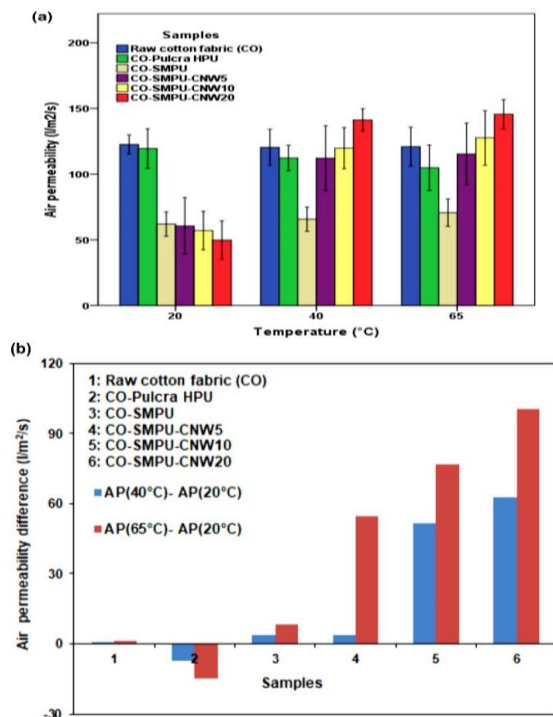 (a)
Samples
Raw cotton fabric (CO)
CO-Pulcra HPU
CO-SMPU
CO-SMPU-CNW5
CO-SMPU-CNW10
CO-SMPU-CNW20
Air permeability (l/m2/s)
200
150
100
50
0
20 40 65
Temperature (°C)
(b)
1: Raw cotton fabric (CO)
2: CO-Pulcra HPU
3: CO-SMPU
4: CO-SMPU-CNW5
5: CO-SMPU-CNW10
6: CO-SMPU-CNW20
AP(40°C)- AP(20°C)
AP(65°C)- AP(20°C)
Air permeability difference (l/m²/s)
120
90
60
30
0
-30
1 2 3 4 5 6
Samples